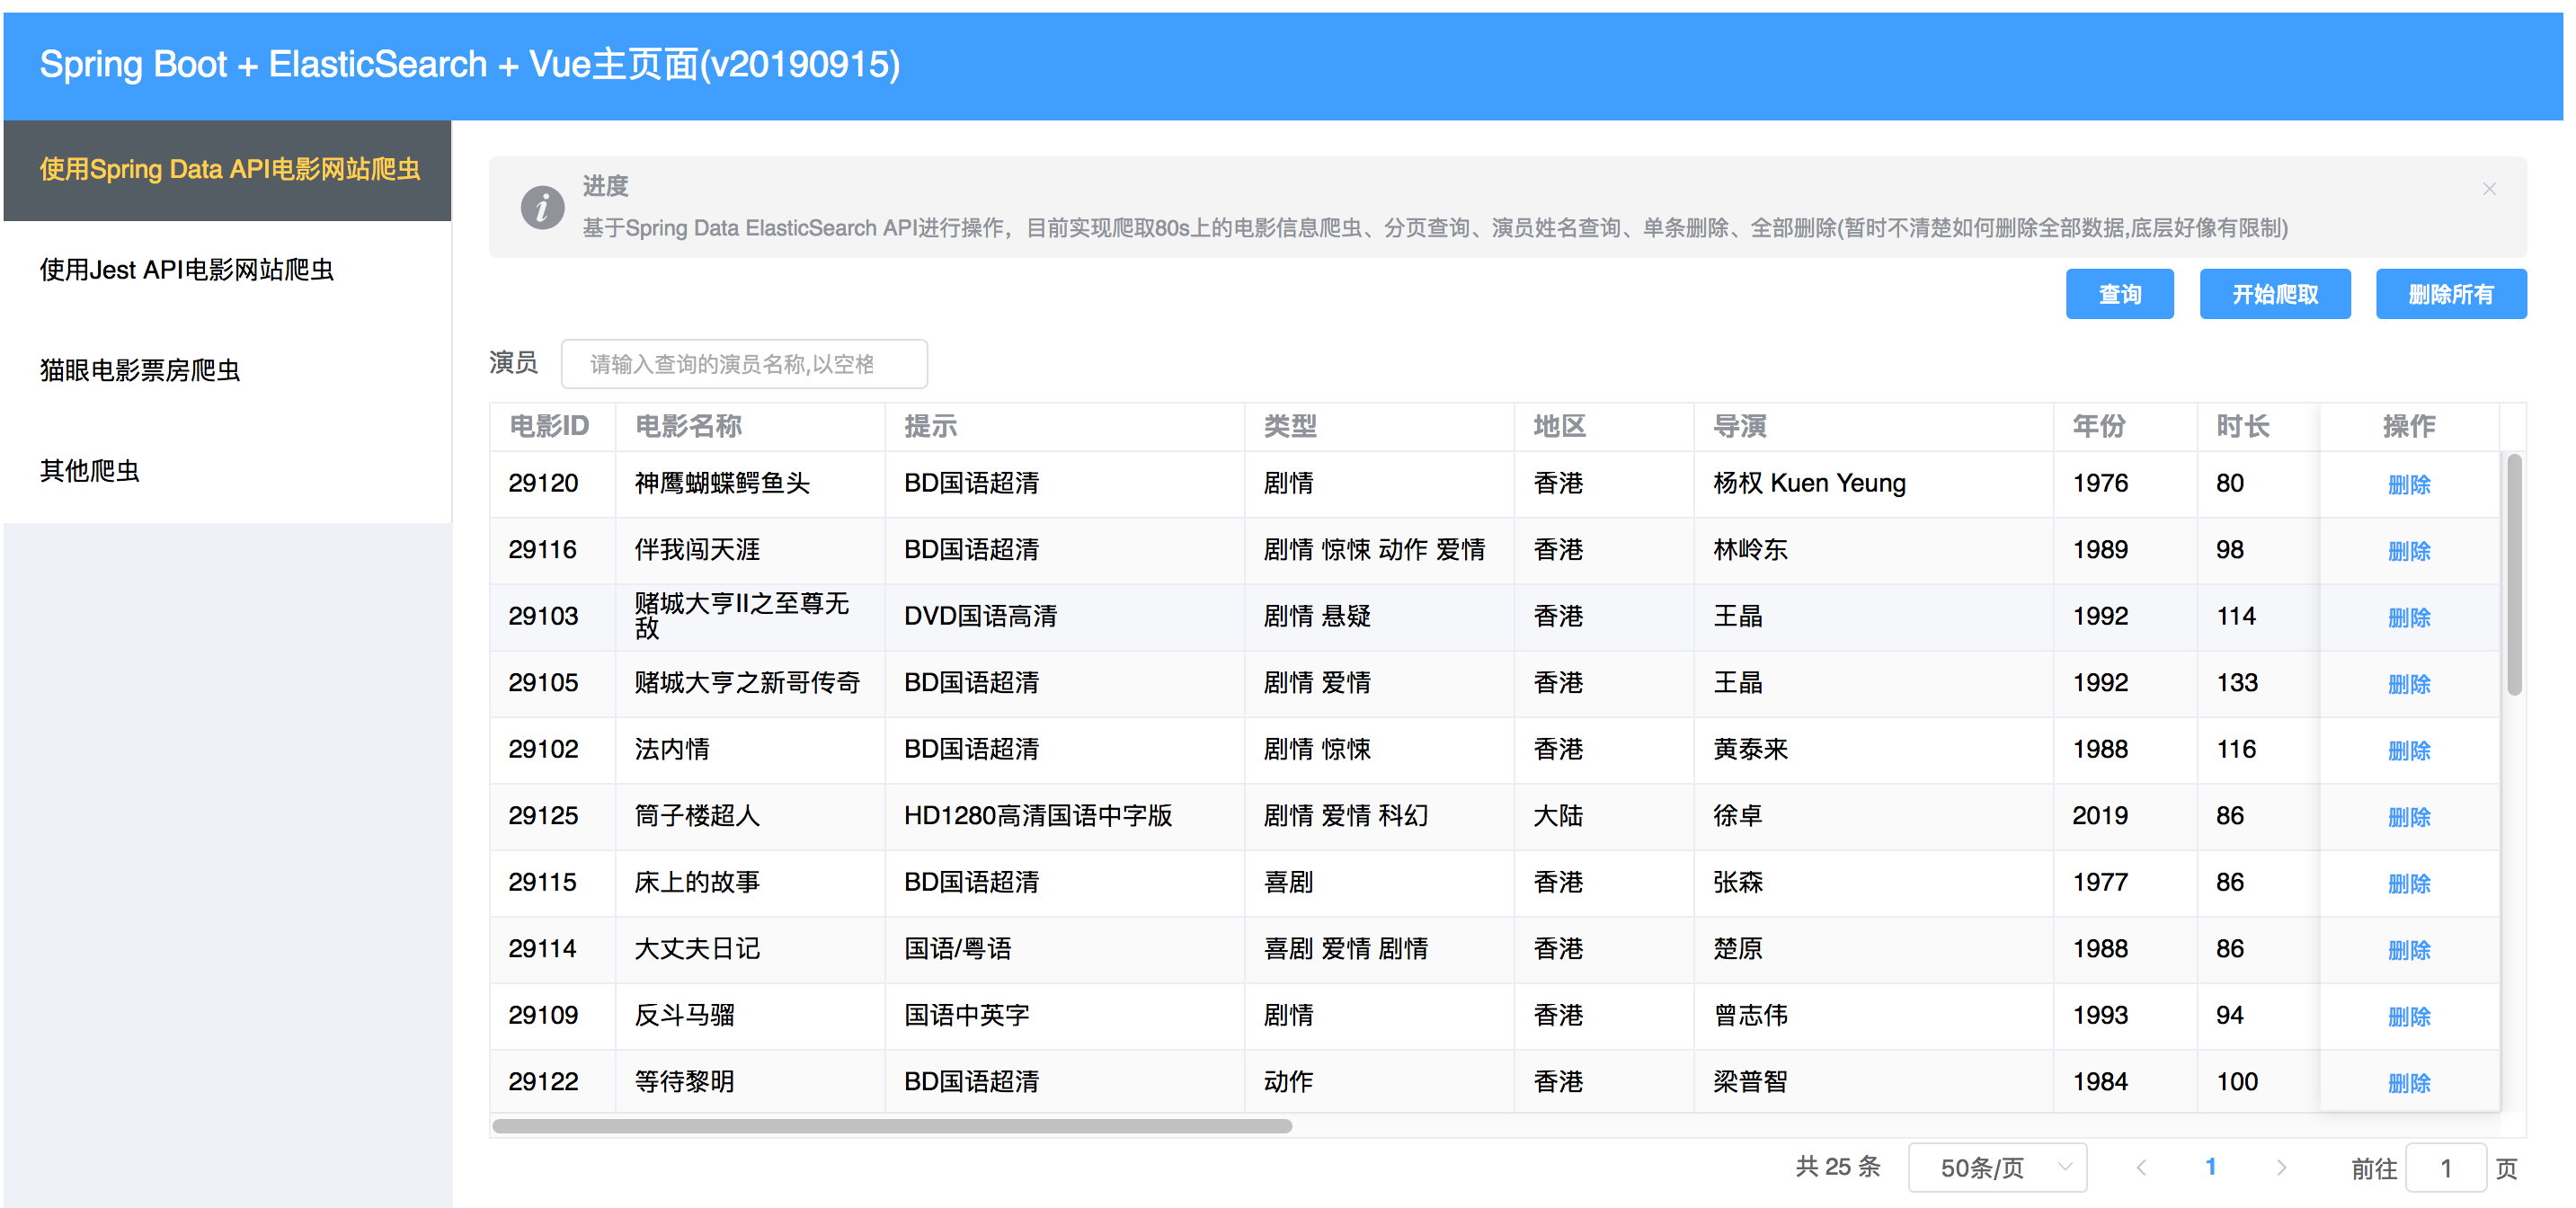 Spring Boot + ElasticSearch + Vue主页面(v20190915)
使用Spring Data API电影网站爬虫
使用Jest API电影网站爬虫
猫眼电影票房爬虫
其他爬虫
进度
基于Spring Data ElasticSearch API进行操作，目前实现爬取80s上的电影信息爬虫、分页查询、演员姓名查询、单条删除、全部删除(暂时不清楚如何删除全部数据,底层好像有限制)
查询 开始爬取 删除所有
演员 请输入查询的演员名称,以空格
电影ID 电影名称 提示 类型 地区 导演 年份 时长 操作
29120 神鹰蝴蝶鳄鱼头 BD国语超清 剧情 香港 杨权 Kuen Yeung 1976 80 删除
29116 伴我闯天涯 BD国语超清 剧情 惊悚 动作 爱情 香港 林岭东 1989 98 删除
29103 赌城大亨II之至尊无敌 DVD国语高清 剧情 悬疑 香港 王晶 1992 114 删除
29105 赌城大亨之新哥传奇 BD国语超清 剧情 爱情 香港 王晶 1992 133 删除
29102 法内情 BD国语超清 剧情 惊悚 香港 黄泰来 1988 116 删除
29125 筒子楼超人 HD1280高清国语中字版 剧情 爱情 科幻 大陆 徐卓 2019 86 删除
29115 床上的故事 BD国语超清 喜剧 香港 张森 1977 86 删除
29114 大丈夫日记 国语/粤语 喜剧 爱情 剧情 香港 楚原 1988 86 删除
29109 反斗马骝 国语中英字 剧情 香港 曾志伟 1993 94 删除
29122 等待黎明 BD国语超清 动作 香港 梁普智 1984 100 删除
共 25 条 50条/页 1 前往 1 页